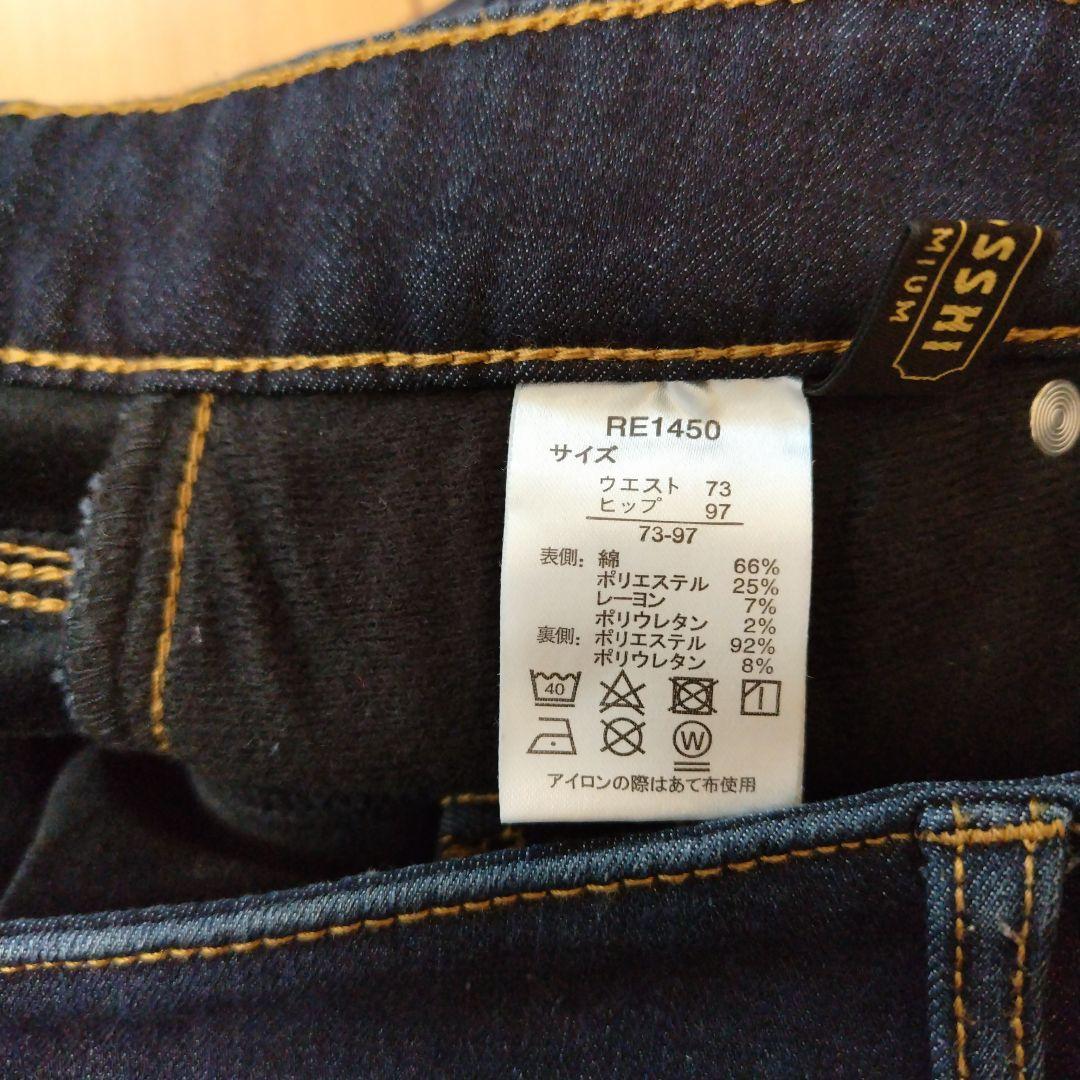 RE1450
サイズ
ウエスト 73
ヒップ 97
73-97
表側: 綿 66%
ポリエステル 25%
レーヨン 7%
ポリウレタン 2%
裏側: ポリエステル 92%
ポリウレタン 8%
40
W
アイロンの際はあて布使用
SSHI
MIUM